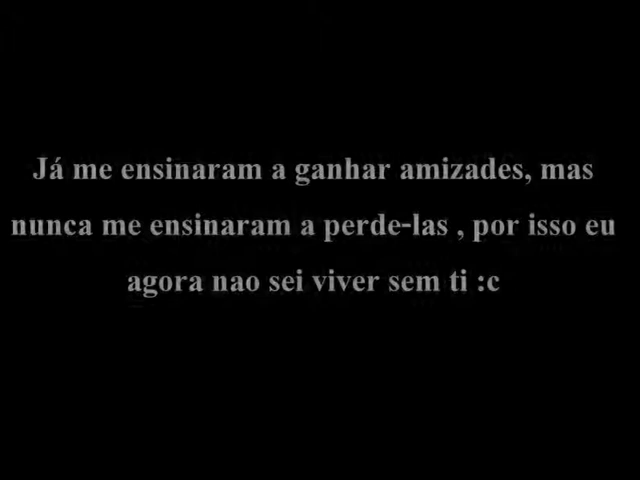 Já me ensinaram a ganhar amizades, mas
nunca me ensinaram a perde-las , por isso eu
agora nao sei viver sem ti :c